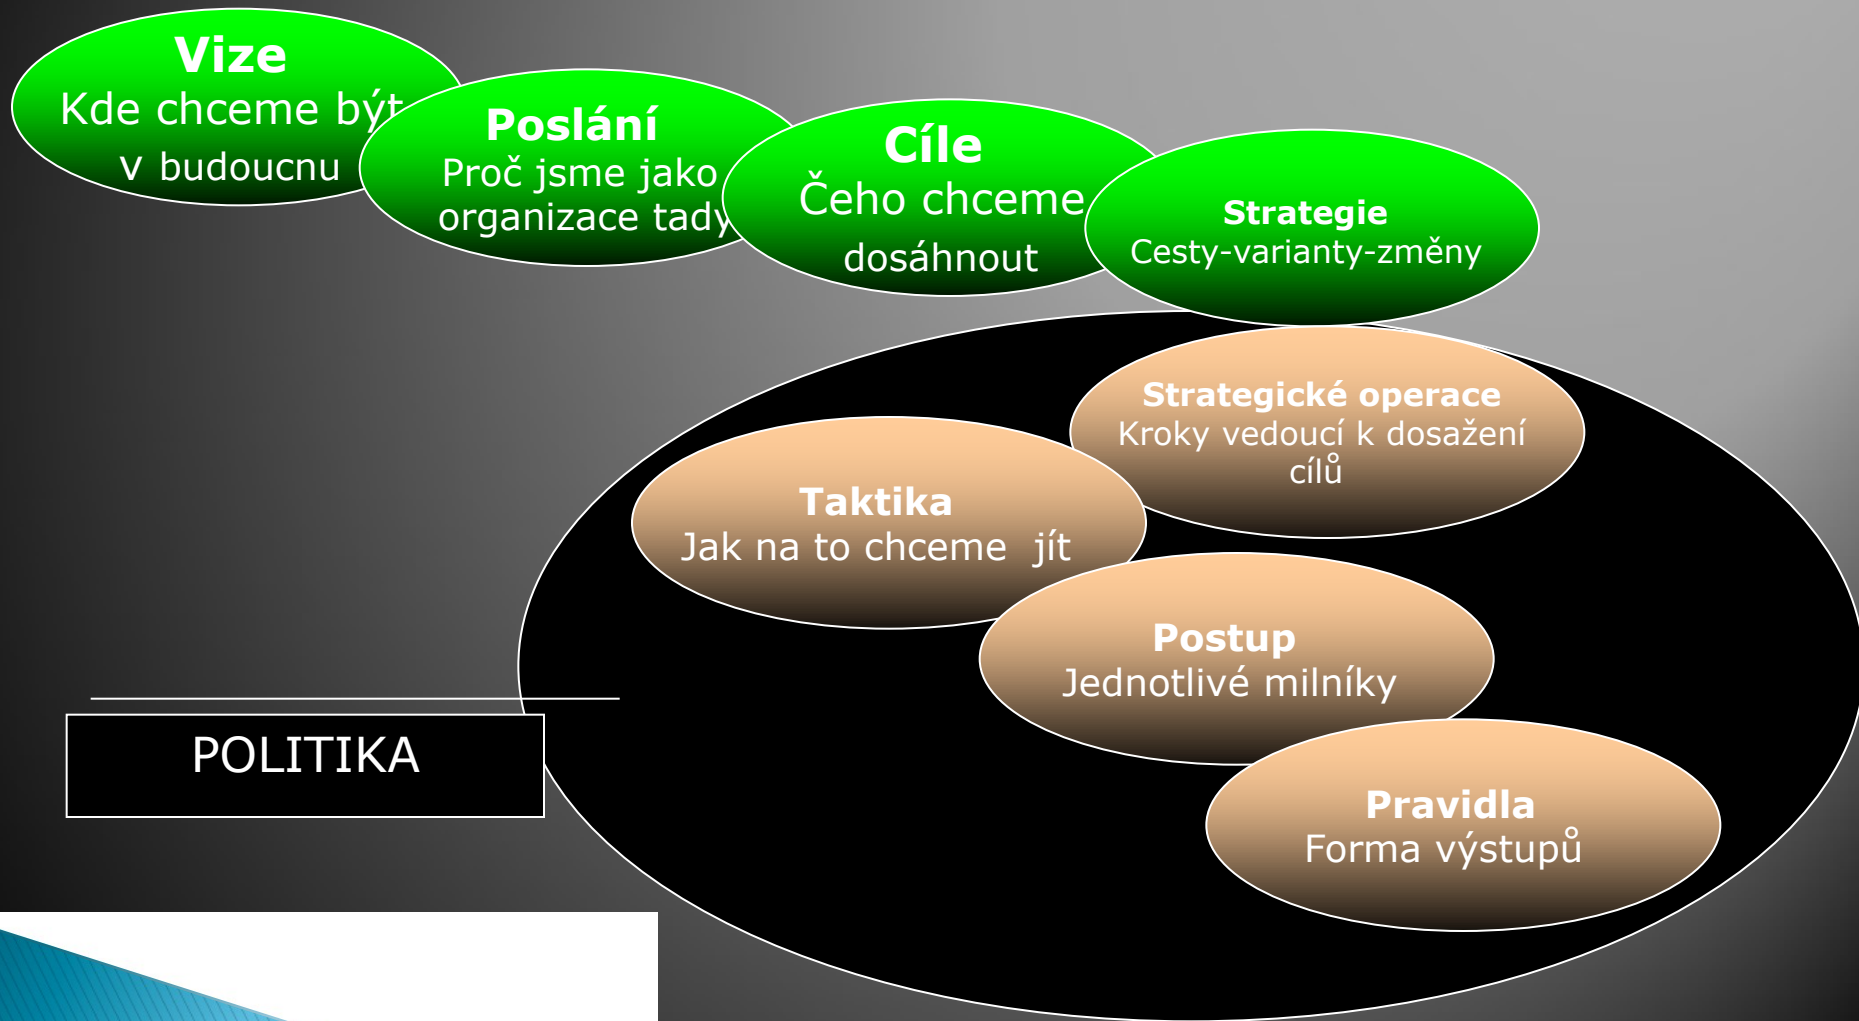 Vize
Kde chceme být
v budoucnu
Poslání
Proč jsme jako
organizace tady
Cíle
Čeho chceme
dosáhnout
Strategie
Cesty-varianty-změny
Strategické operace
Kroky vedoucí k dosažení
cílů
Taktika
Jak na to chceme  jít
Postup
Jednotlivé milníky
POLITIKA
Pravidla
Forma výstupů